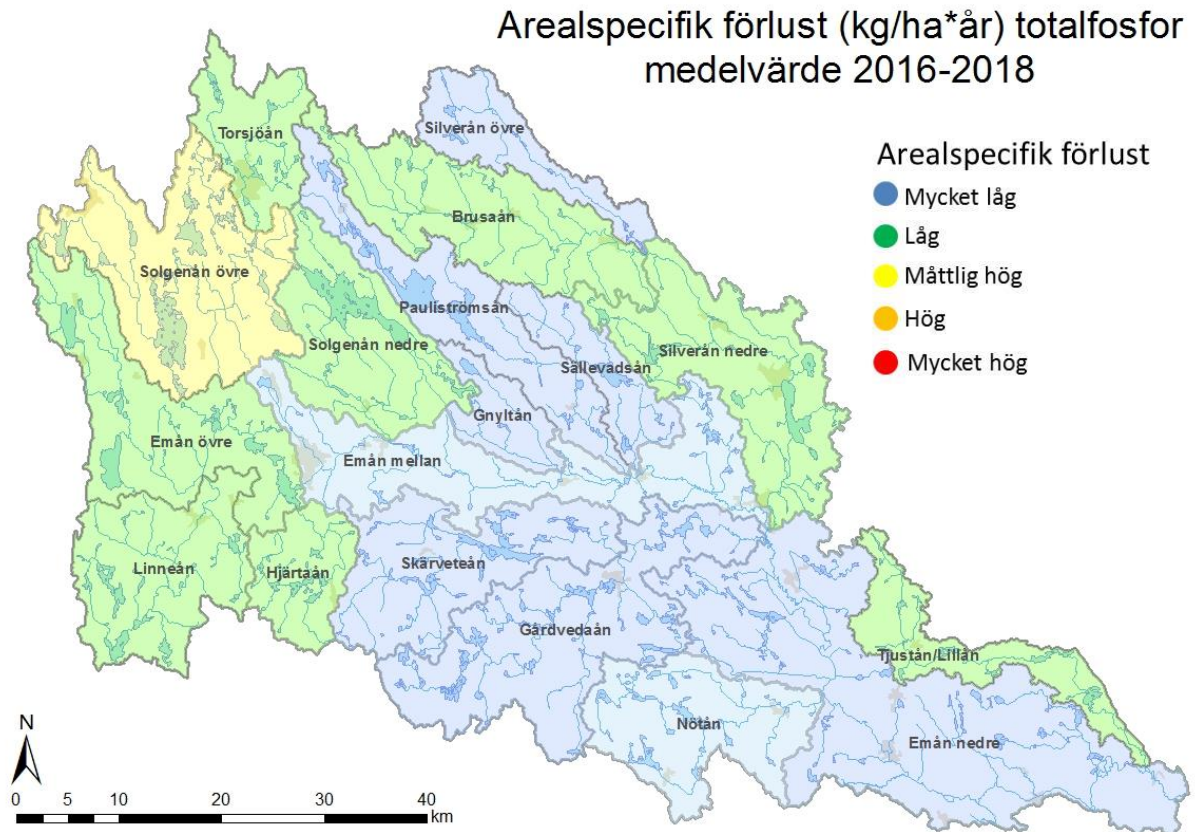 Arealspecifik förlust (kg/ha*år) totalfosfor
medelvärde 2016-2018
Arealspecifik förlust
Mycket låg
Låg
Måttlig hög
Hög
Mycket hög
Silverån övre
Torsjöån
Brusaån
Solgenån övre
Pauliströmsån
Solgenån nedre
Silverån nedre
Sällevadsån
Gnyltån
Emån övre
Emån mellan
Linneån
Hjärtaån
Skärveteån
Gårdvedaån
Tjustån/Lillån
Nötån
Emån nedre
N
0 5 10 20 30 40
km